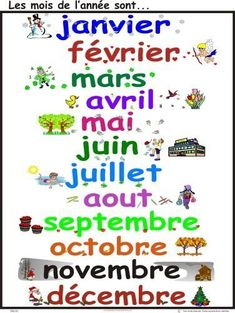 Les mois de l'année sont...
janvier
février
mars
avril
mai
juin
juillet
aout
septembre
octobre
novembre
décembre